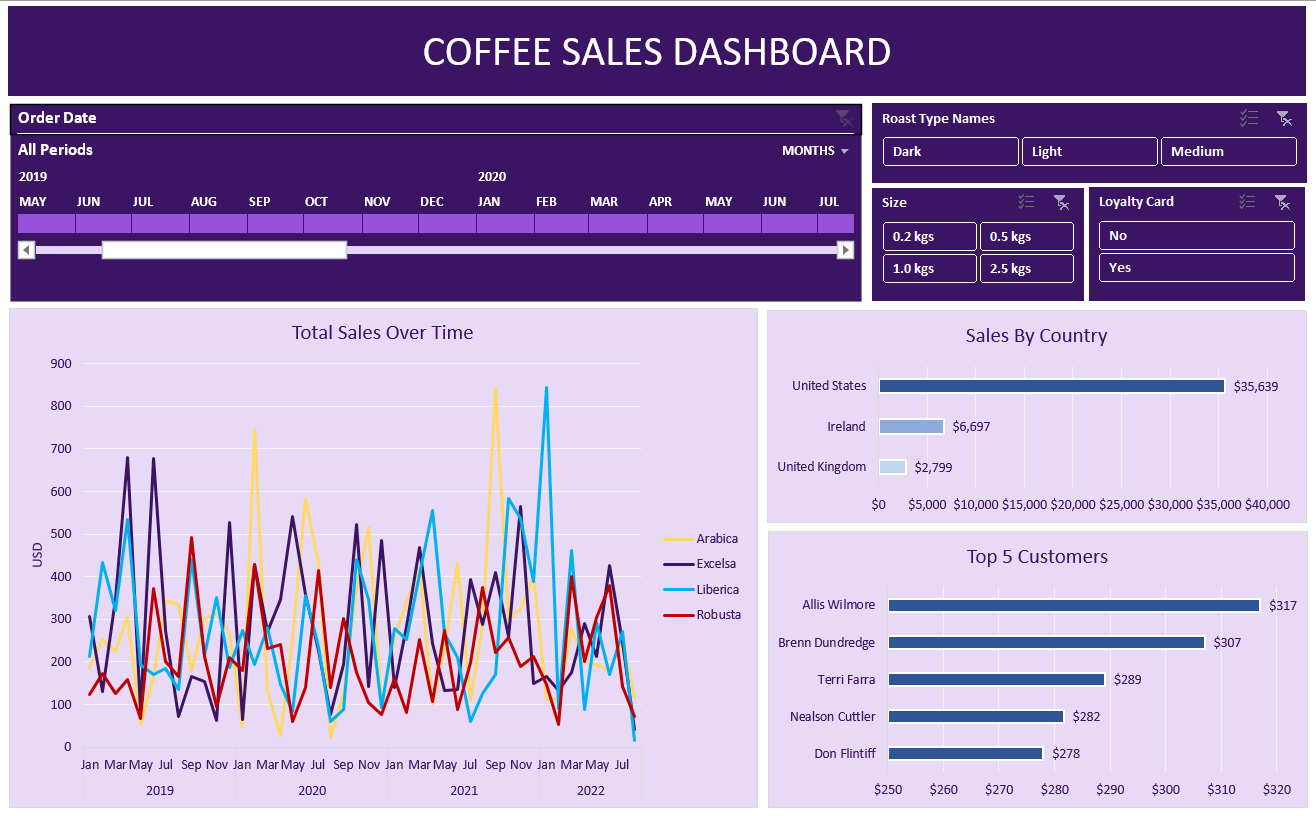 COFFEE SALES DASHBOARD
Order Date
All Periods
MONTHS
2019 2020
MAY JUN JUL AUG SEP OCT NOV DEC JAN FEB MAR APR MAY JUN JUL
Roast Type Names
Dark Light Medium
Size
0.2 kgs 0.5 kgs
1.0 kgs 2.5 kgs
Loyalty Card
No
Yes
Total Sales Over Time
900
800
700
600
500
400
300
200
100
0
USD
Jan Mar May Jul Sep Nov Jan Mar May Jul Sep Nov Jan Mar May Jul Sep Nov Jan Mar May Jul
2019 2020 2021 2022
Arabica
Excelsa
Liberica
Robusta
Sales By Country
United States $35,639
Ireland $6,697
United Kingdom $2,799
$0 $5,000 $10,000 $15,000 $20,000 $25,000 $30,000 $35,000 $40,000
Top 5 Customers
Allis Wilmore $317
Brenn Dundredge $307
Terri Farra $289
Nealson Cuttler $282
Don Flintiff $278
$250 $260 $270 $280 $290 $300 $310 $320